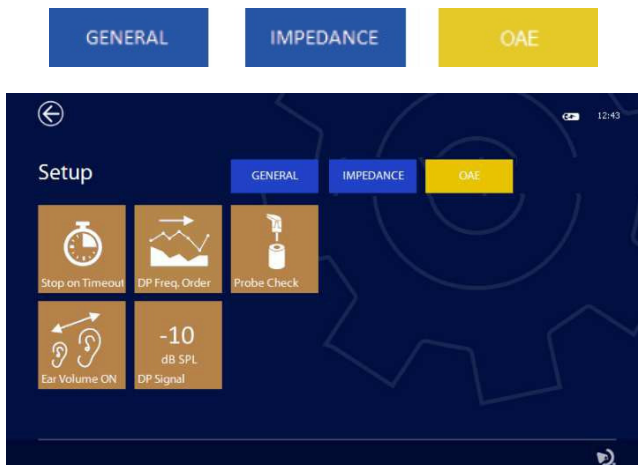 GENERAL IMPEDANCE OAE
12:43
Setup GENERAL IMPEDANCE OAE
Stop on Timeout DP Freq. Order Probe Check
-10
dB SPL
Ear Volume ON DP Signal